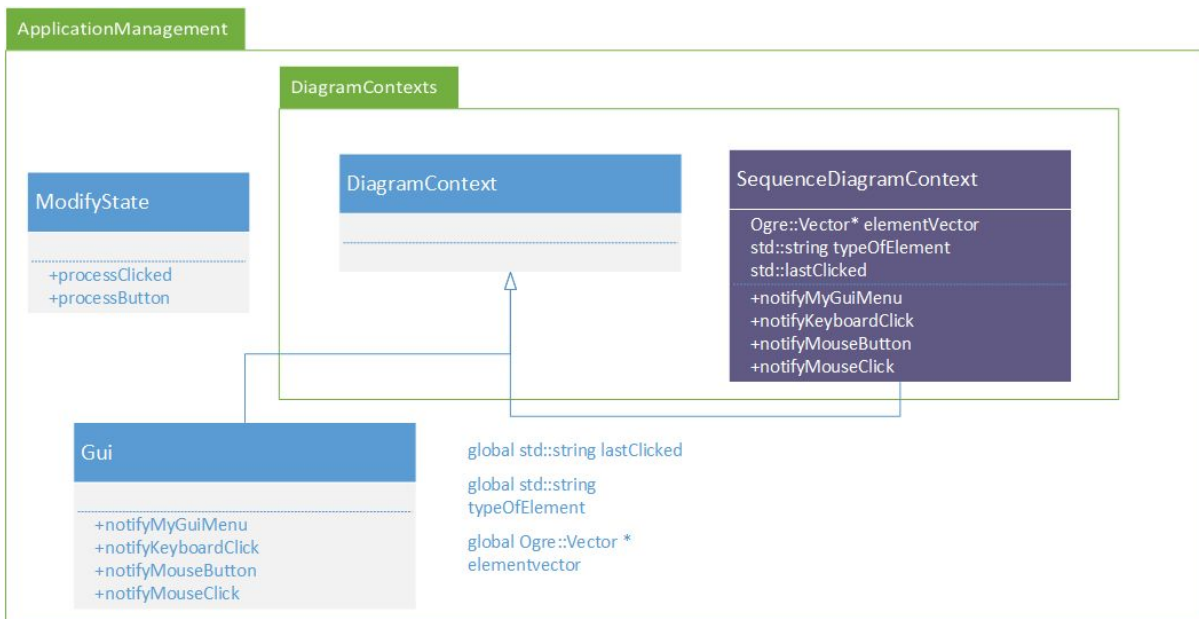 ApplicationManagement
DiagramContexts
DiagramContext
SequenceDiagramContext
Ogre::Vector* elementVector
std::string typeOfElement
std::lastClicked
+notifyMyGuiMenu
+notifyKeyboardClick
+notifyMouseButton
+notifyMouseClick
ModifyState
+processClicked
+processButton
Gui
+notifyMyGuiMenu
+notifyKeyboardClick
+notifyMouseButton
+notifyMouseClick
global std::string lastClicked
global std::string
typeOfElement
global Ogre::Vector *
elementvector